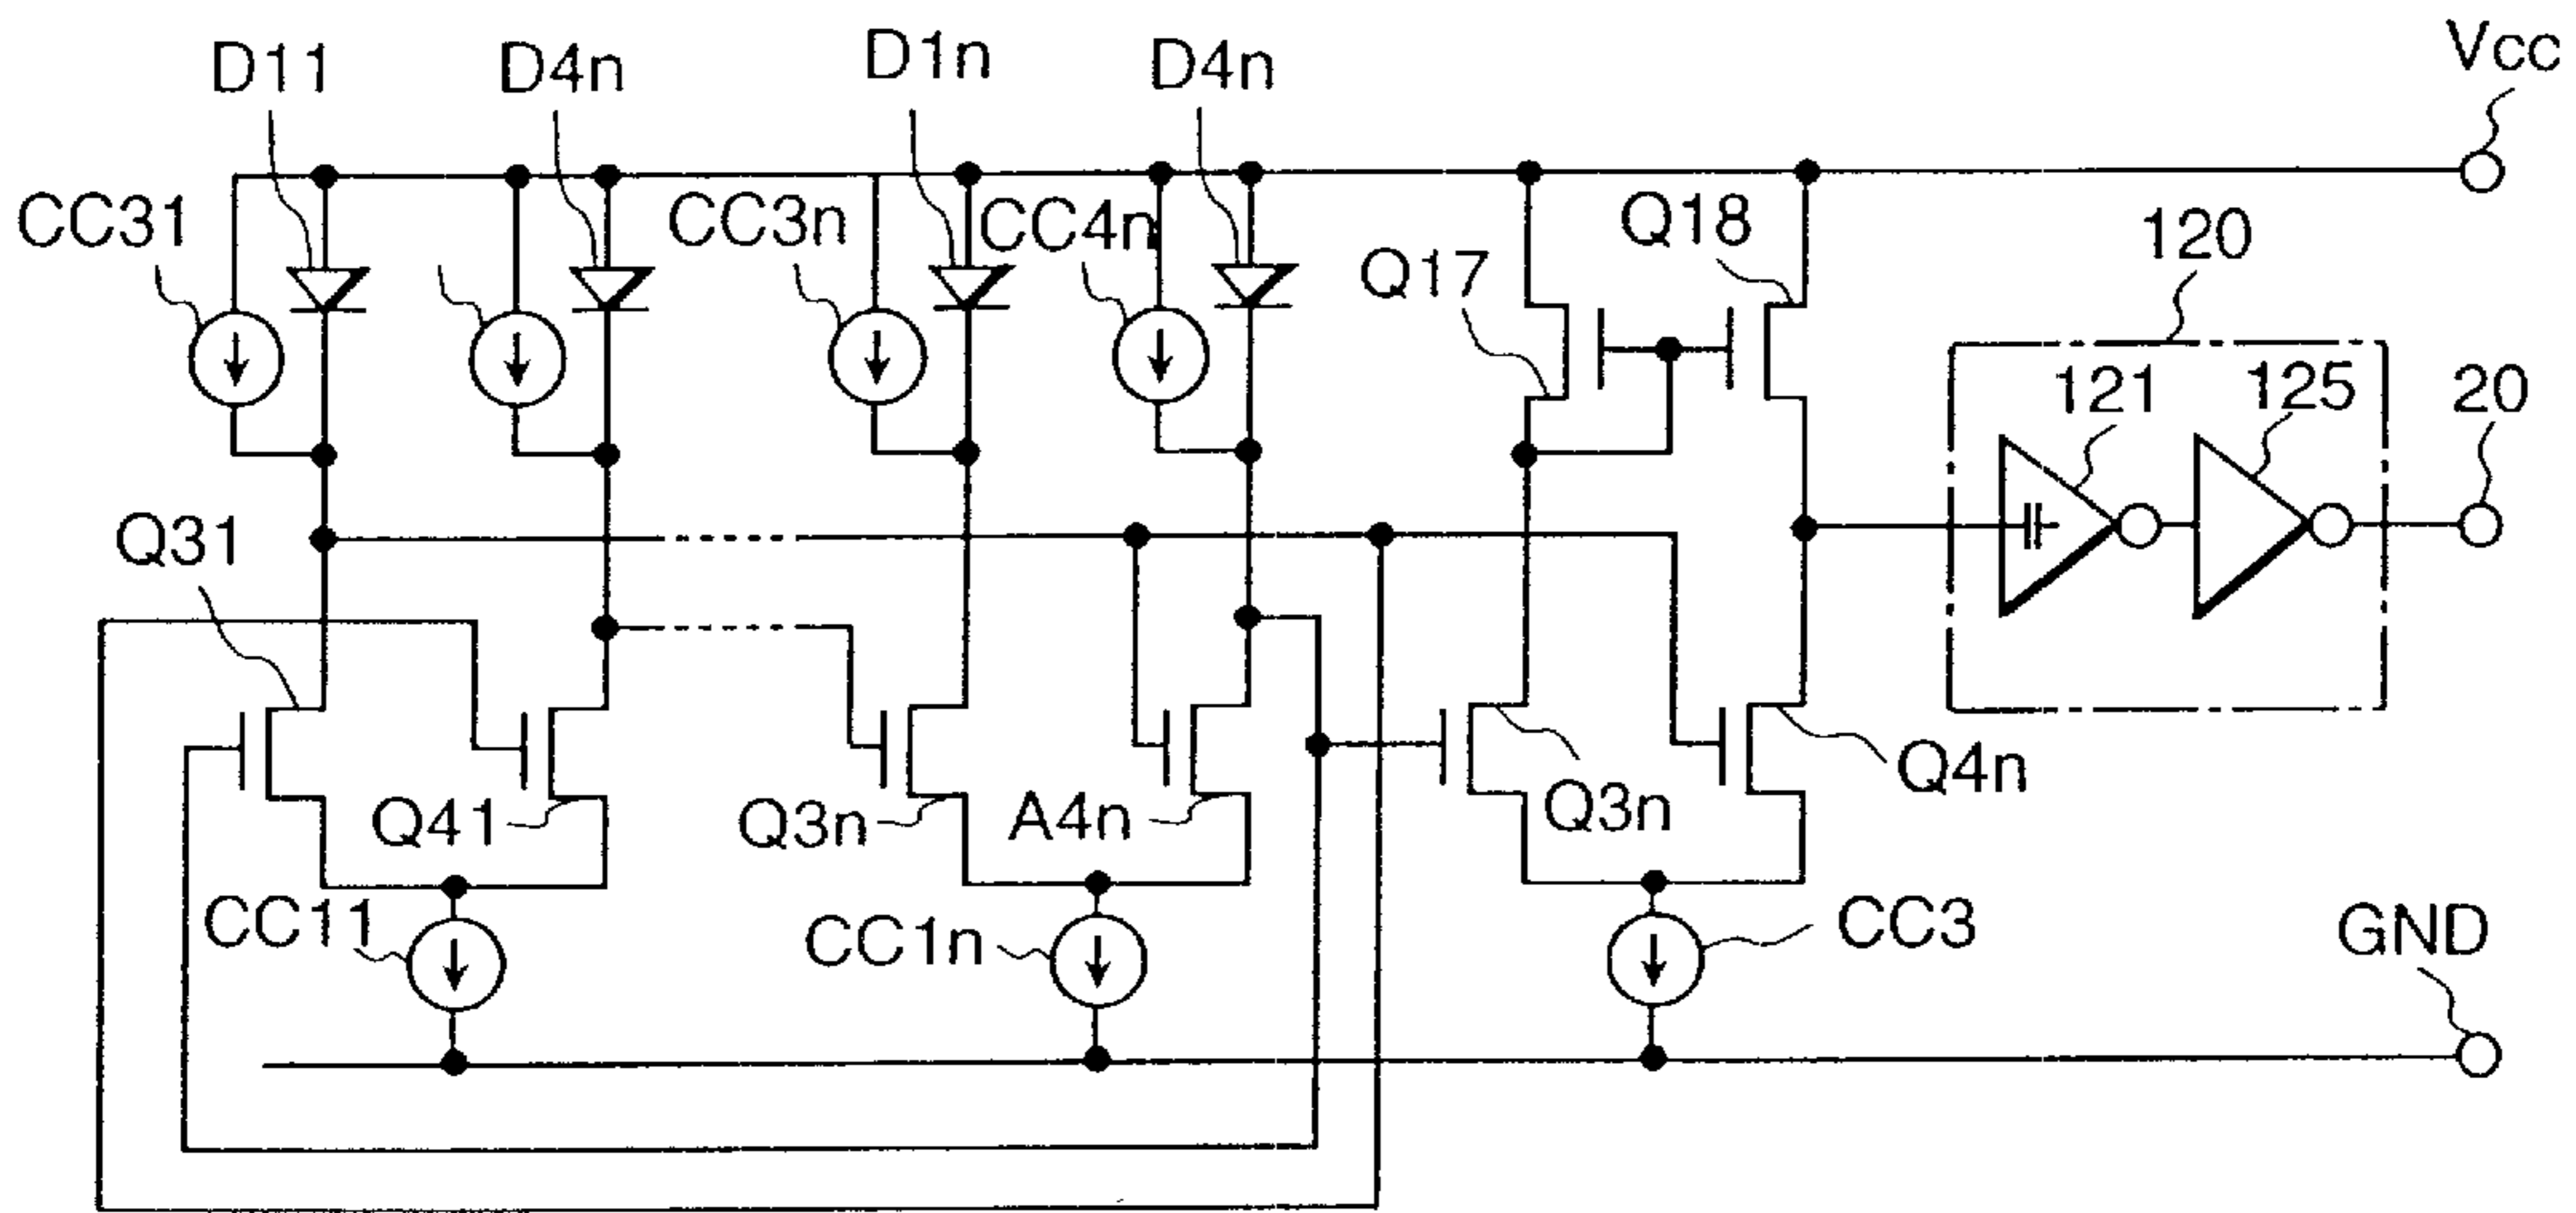 D11 D4n D1n D4n Vcc
CC31 CC3n CC4n Q17 Q18 120
121 125 20
Q31
Q41 Q3n A4n Q3n Q4n
CC11 CC1n CC3 GND